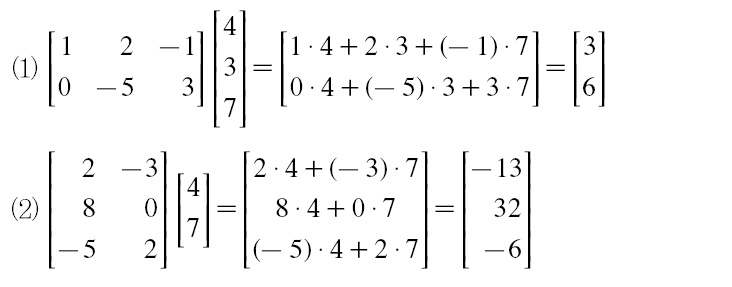 (1) [1 2 −1; 0 −5 3] [4; 3; 7] = [1 · 4 + 2 · 3 + (− 1) · 7; 0 · 4 + (− 5) · 3 + 3 · 7] = [3; 6]
(2) [2 −3; 8 0; −5 2] [4; 7] = [2 · 4 + (− 3) · 7; 8 · 4 + 0 · 7; (− 5) · 4 + 2 · 7] = [−13; 32; −6]